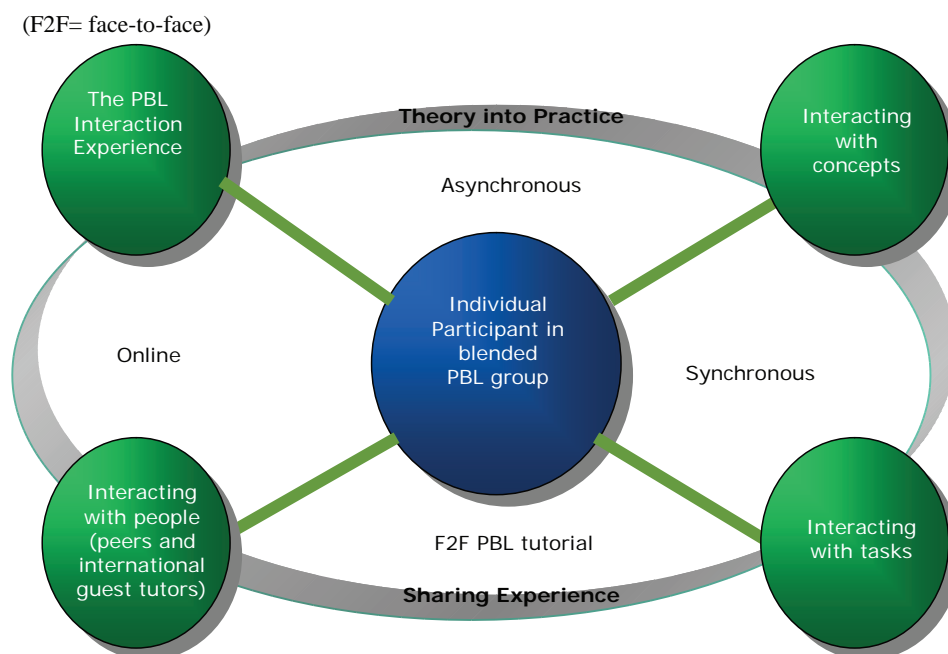 (F2F= face-to-face)
The PBL
Interaction
Experience
Theory into Practice
Interacting
with
concepts
Asynchronous
Individual
Participant in
blended
PBL group
Online
Synchronous
Interacting
with people
(peers and
international
guest tutors)
F2F PBL tutorial
Interacting
with tasks
Sharing Experience